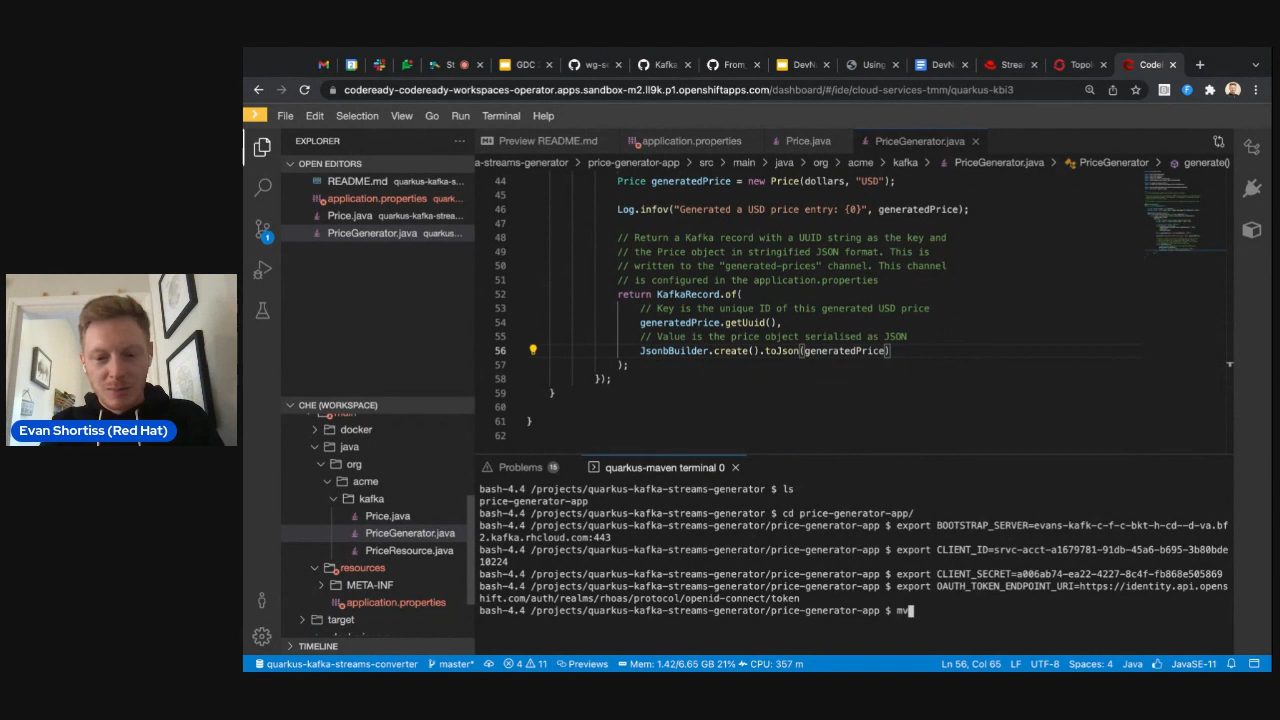 St
GDC
wg-se
Kafka
From
DevN
Using
DevN
Stream
Topol
Codel
codeready-codeready-workspaces-operator.apps.sandbox-m2.ll9k.p1.openshiftapps.com/dashboard/#/ide/cloud-services-tmm/quarkus-kbi3
File Edit Selection View Go Run Terminal Help
EXPLORER
OPEN EDITORS
README.md quarkus-kafka-s...
application.properties quark...
Price.java quarkus-kafka-strea...
PriceGenerator.java quarkus...
CHE (WORKSPACE)
main
docker
java
org
acme
kafka
Price.java
PriceGenerator.java
PriceResource.java
resources
META-INF
application.properties
target
TIMELINE
Preview README.md
application.properties
Price.java
PriceGenerator.java
a-streams-generator > price-generator-app > src > main > java > org > acme > kafka > PriceGenerator.java > PriceGenerator > generate()
44 Price generatedPrice = new Price(dollars, "USD");
45
46 Log.infov("Generated a USD price entry: {0}", generatedPrice);
47
48 // Return a Kafka record with a UUID string as the key and
49 // the Price object in stringified JSON format. This is
50 // written to the "generated-prices" channel. This channel
51 // is configured in the application.properties
52 return KafkaRecord.of(
53 // Key is the unique ID of this generated USD price
54 generatedPrice.getUuid(),
55 // Value is the price object serialised as JSON
56 JsonbBuilder.create().toJson(generatedPrice)
57 );
58 });
59 }
60
61 }
62
Problems 15
quarkus-maven terminal 0
bash-4.4 /projects/quarkus-kafka-streams-generator $ ls
price-generator-app
bash-4.4 /projects/quarkus-kafka-streams-generator $ cd price-generator-app/
bash-4.4 /projects/quarkus-kafka-streams-generator/price-generator-app $ export BOOTSTRAP_SERVER=evans-kafk-c-f-c-bkt-h-cd--d-va.bf
2.kafka.rhcloud.com:443
bash-4.4 /projects/quarkus-kafka-streams-generator/price-generator-app $ export CLIENT_ID=srvc-acct-a1679781-91db-45a6-b695-3b80bde
10224
bash-4.4 /projects/quarkus-kafka-streams-generator/price-generator-app $ export CLIENT_SECRET=a006ab74-ea22-4227-8c4f-fb868e505869
bash-4.4 /projects/quarkus-kafka-streams-generator/price-generator-app $ export OAUTH_TOKEN_ENDPOINT_URI=https://identity.api.opens
hift.com/auth/realms/rhoas/protocol/openid-connect/token
bash-4.4 /projects/quarkus-kafka-streams-generator/price-generator-app $ mv
Evan Shortiss (Red Hat)
quarkus-kafka-streams-converter master* 4 11 Previews Mem: 1.42/6.65 GB 21% CPU: 357 m Ln 56, Col 65 LF UTF-8 Spaces: 4 Java JavaSE-11